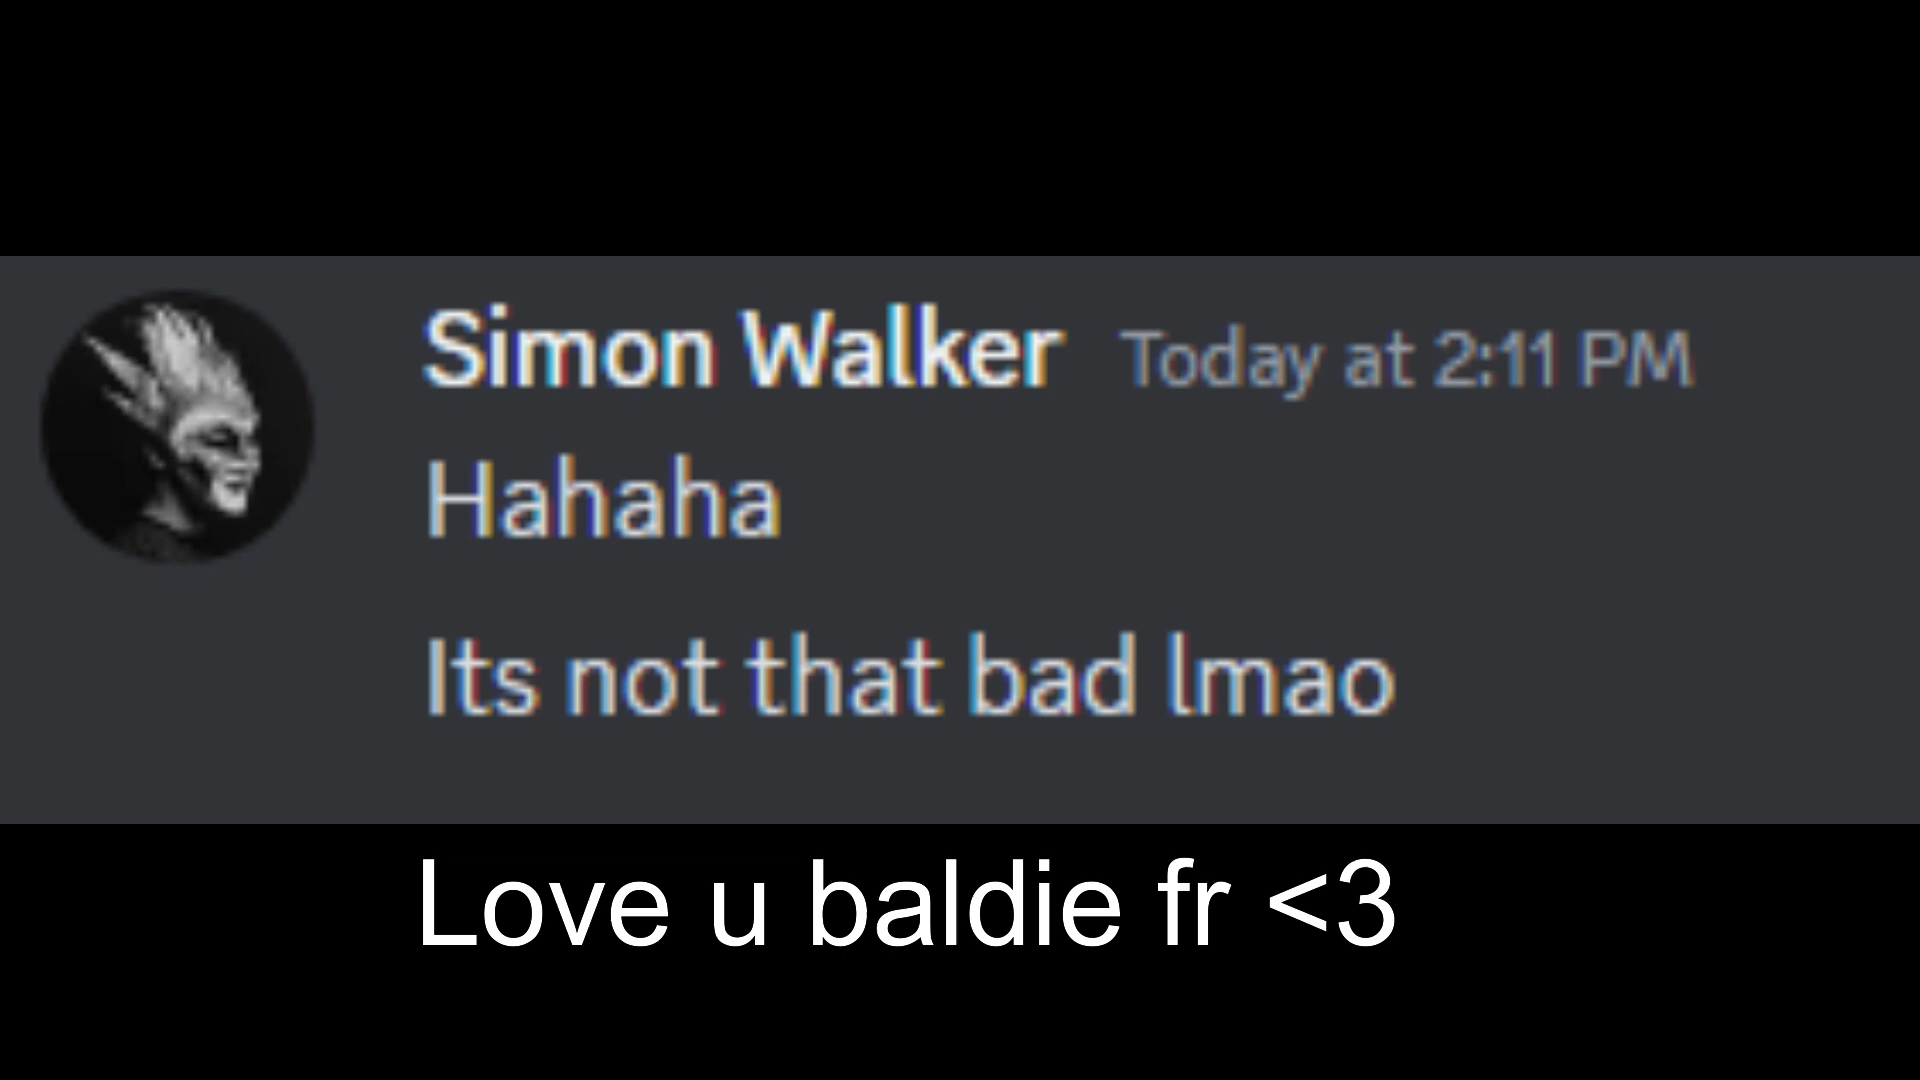 Simon Walker Today at 2:11 PM
Hahaha
Its not that bad lmao
Love u baldie fr <3